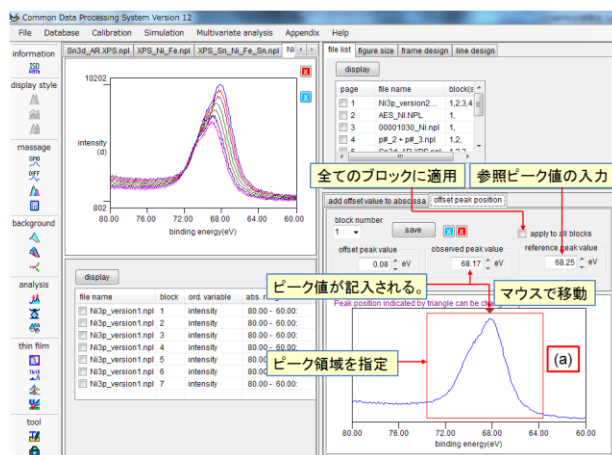 Common Data Processing System Version 12
File Database Calibration Simulation Multivariate analysis Appendix Help
information
ISO
display style
massage
DIFF
background
analysis
thin film
tool
Sn3d_AR.XPS.npl XPS_Ni_Fe.npl XPS_Sn_Ni_Fe_Sn.npl
10202
intensity
(d)
802
80.00 76.00 72.00 68.00 64.00 60.00
binding energy(eV)
display
file name block ord. variable abs.
Ni3p_version1.npl 1 intensity 80.00 - 60.00:
Ni3p_version1.npl 2 intensity 80.00 - 60.00:
Ni3p_version1.npl 3 intensity 80.00 - 60.00:
Ni3p_version1.npl 4 intensity 80.00 - 60.00:
Ni3p_version1.npl 5 intensity 80.00 - 60.00:
Ni3p_version1.npl 6 intensity 80.00 - 60.00:
Ni3p_version1.npl 7 intensity 80.00 - 60.00:
file list figure size frame design line design
display
page file name block(s
1 Ni3p_version2... 1,2,3,4
2 AES_NI.NPL 1,
3 00001030_Ni.npl 1,
4 p#_2 + p#_3.npl 1,2,
全てのブロックに適用 参照ピーク値の入力
add offset value to abscissa offset peak position
block number
1 save apply to all blocks
offset peak value observed peak value reference peak value
0.08 eV 68.17 eV 68.25 eV
ピーク値が記入される。 マウスで移動
Peak position indicated by triangle can be
ピーク領域を指定
(a)
80.00 76.00 72.00 68.00 64.00 60.00
binding energy(eV)